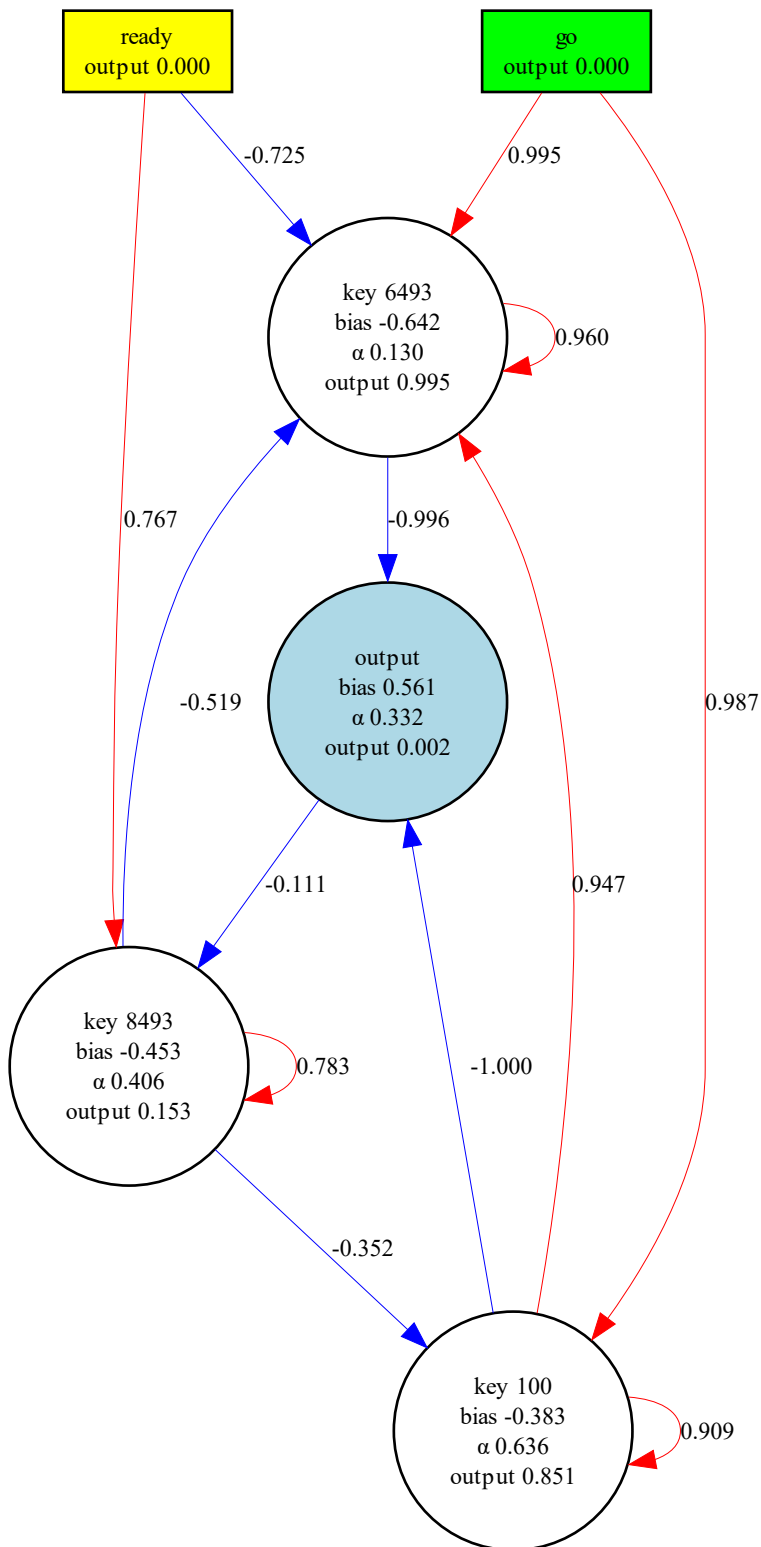 ready
output 0.000
go
output 0.000
-0.725
0.995
key 6493
bias -0.642
α 0.130
output 0.995
0.960
0.767
-0.996
output
bias 0.561
α 0.332
output 0.002
-0.519
0.987
-0.111
0.947
key 8493
bias -0.453
α 0.406
output 0.153
0.783
-1.000
-0.352
key 100
bias -0.383
α 0.636
output 0.851
0.909